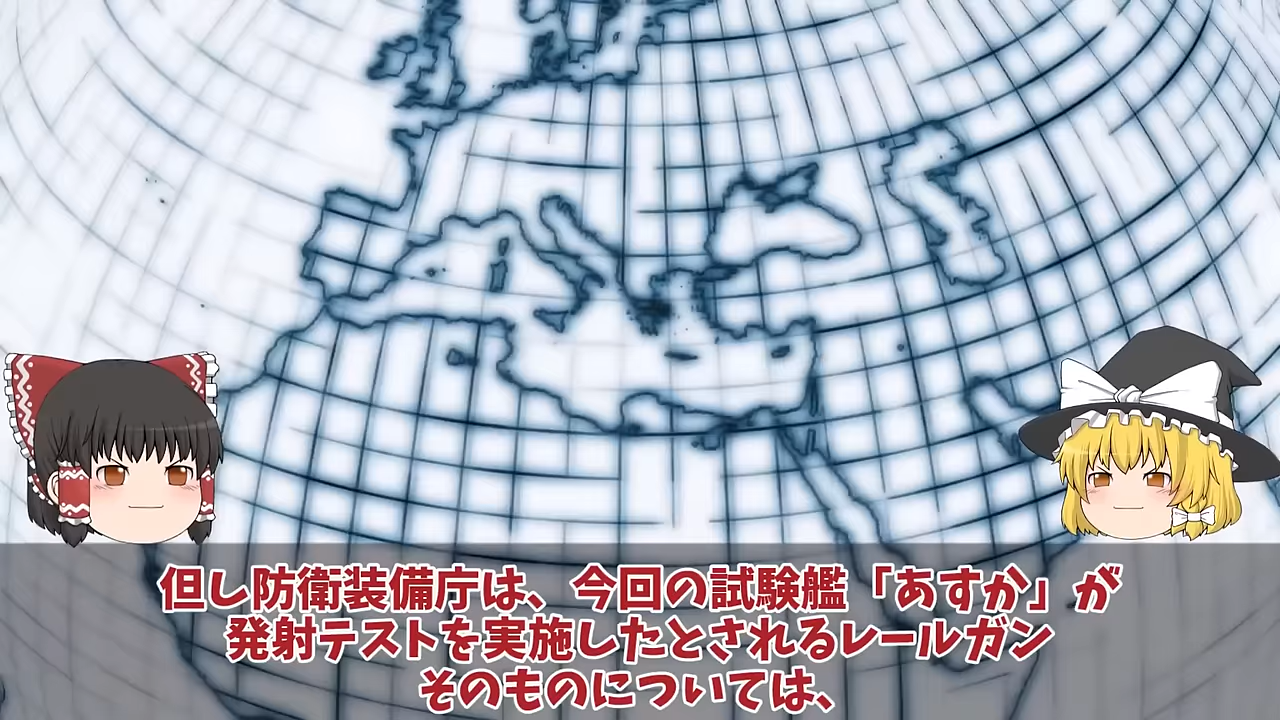 但し防衛装備庁は、今回の試験艦「あすか」が
発射テストを実施したとされるレールガン
そのものについては、